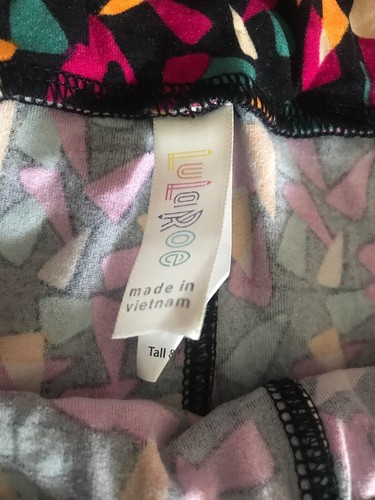 LuLaRoe
made in
vietnam
Tall &